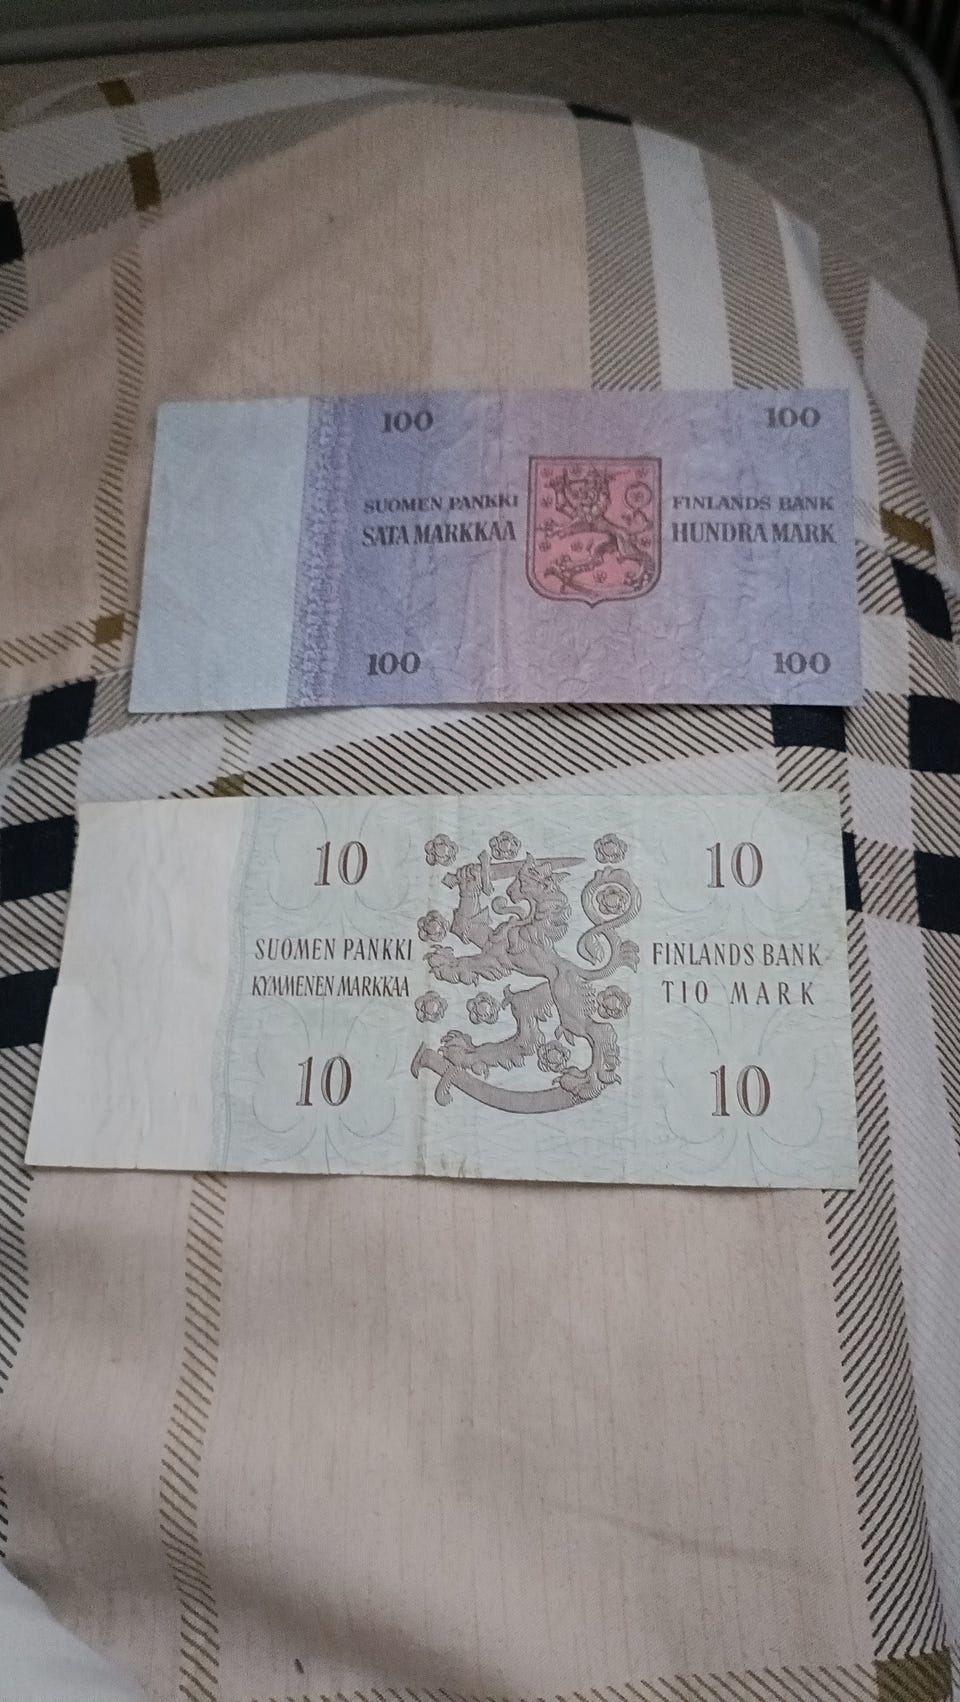 100 100
SUOMEN PANKKI FINLANDS BANK
SATA MARKKAA HUNDRA MARK
100 100
10 10
SUOMEN PANKKI FINLANDS BANK
KYMMENEN MARKKAA TIO MARK
10 10